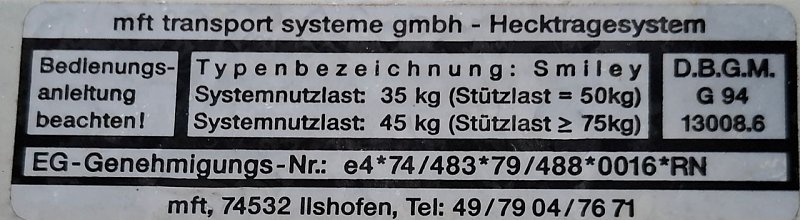 mft transport systeme gmbh - Hecktragesystem
Bedienungs-
anleitung
beachten!
Typenbezeichnung: Smiley
Systemnutzlast: 35 kg (Stützlast = 50kg)
Systemnutzlast: 45 kg (Stützlast ≥ 75kg)
D.B.G.M.
G 94
13008.6
EG-Genehmigungs-Nr.: e4*74/483*79/488*0016*RN
mft, 74532 Ilshofen, Tel: 49/79 04/76 71